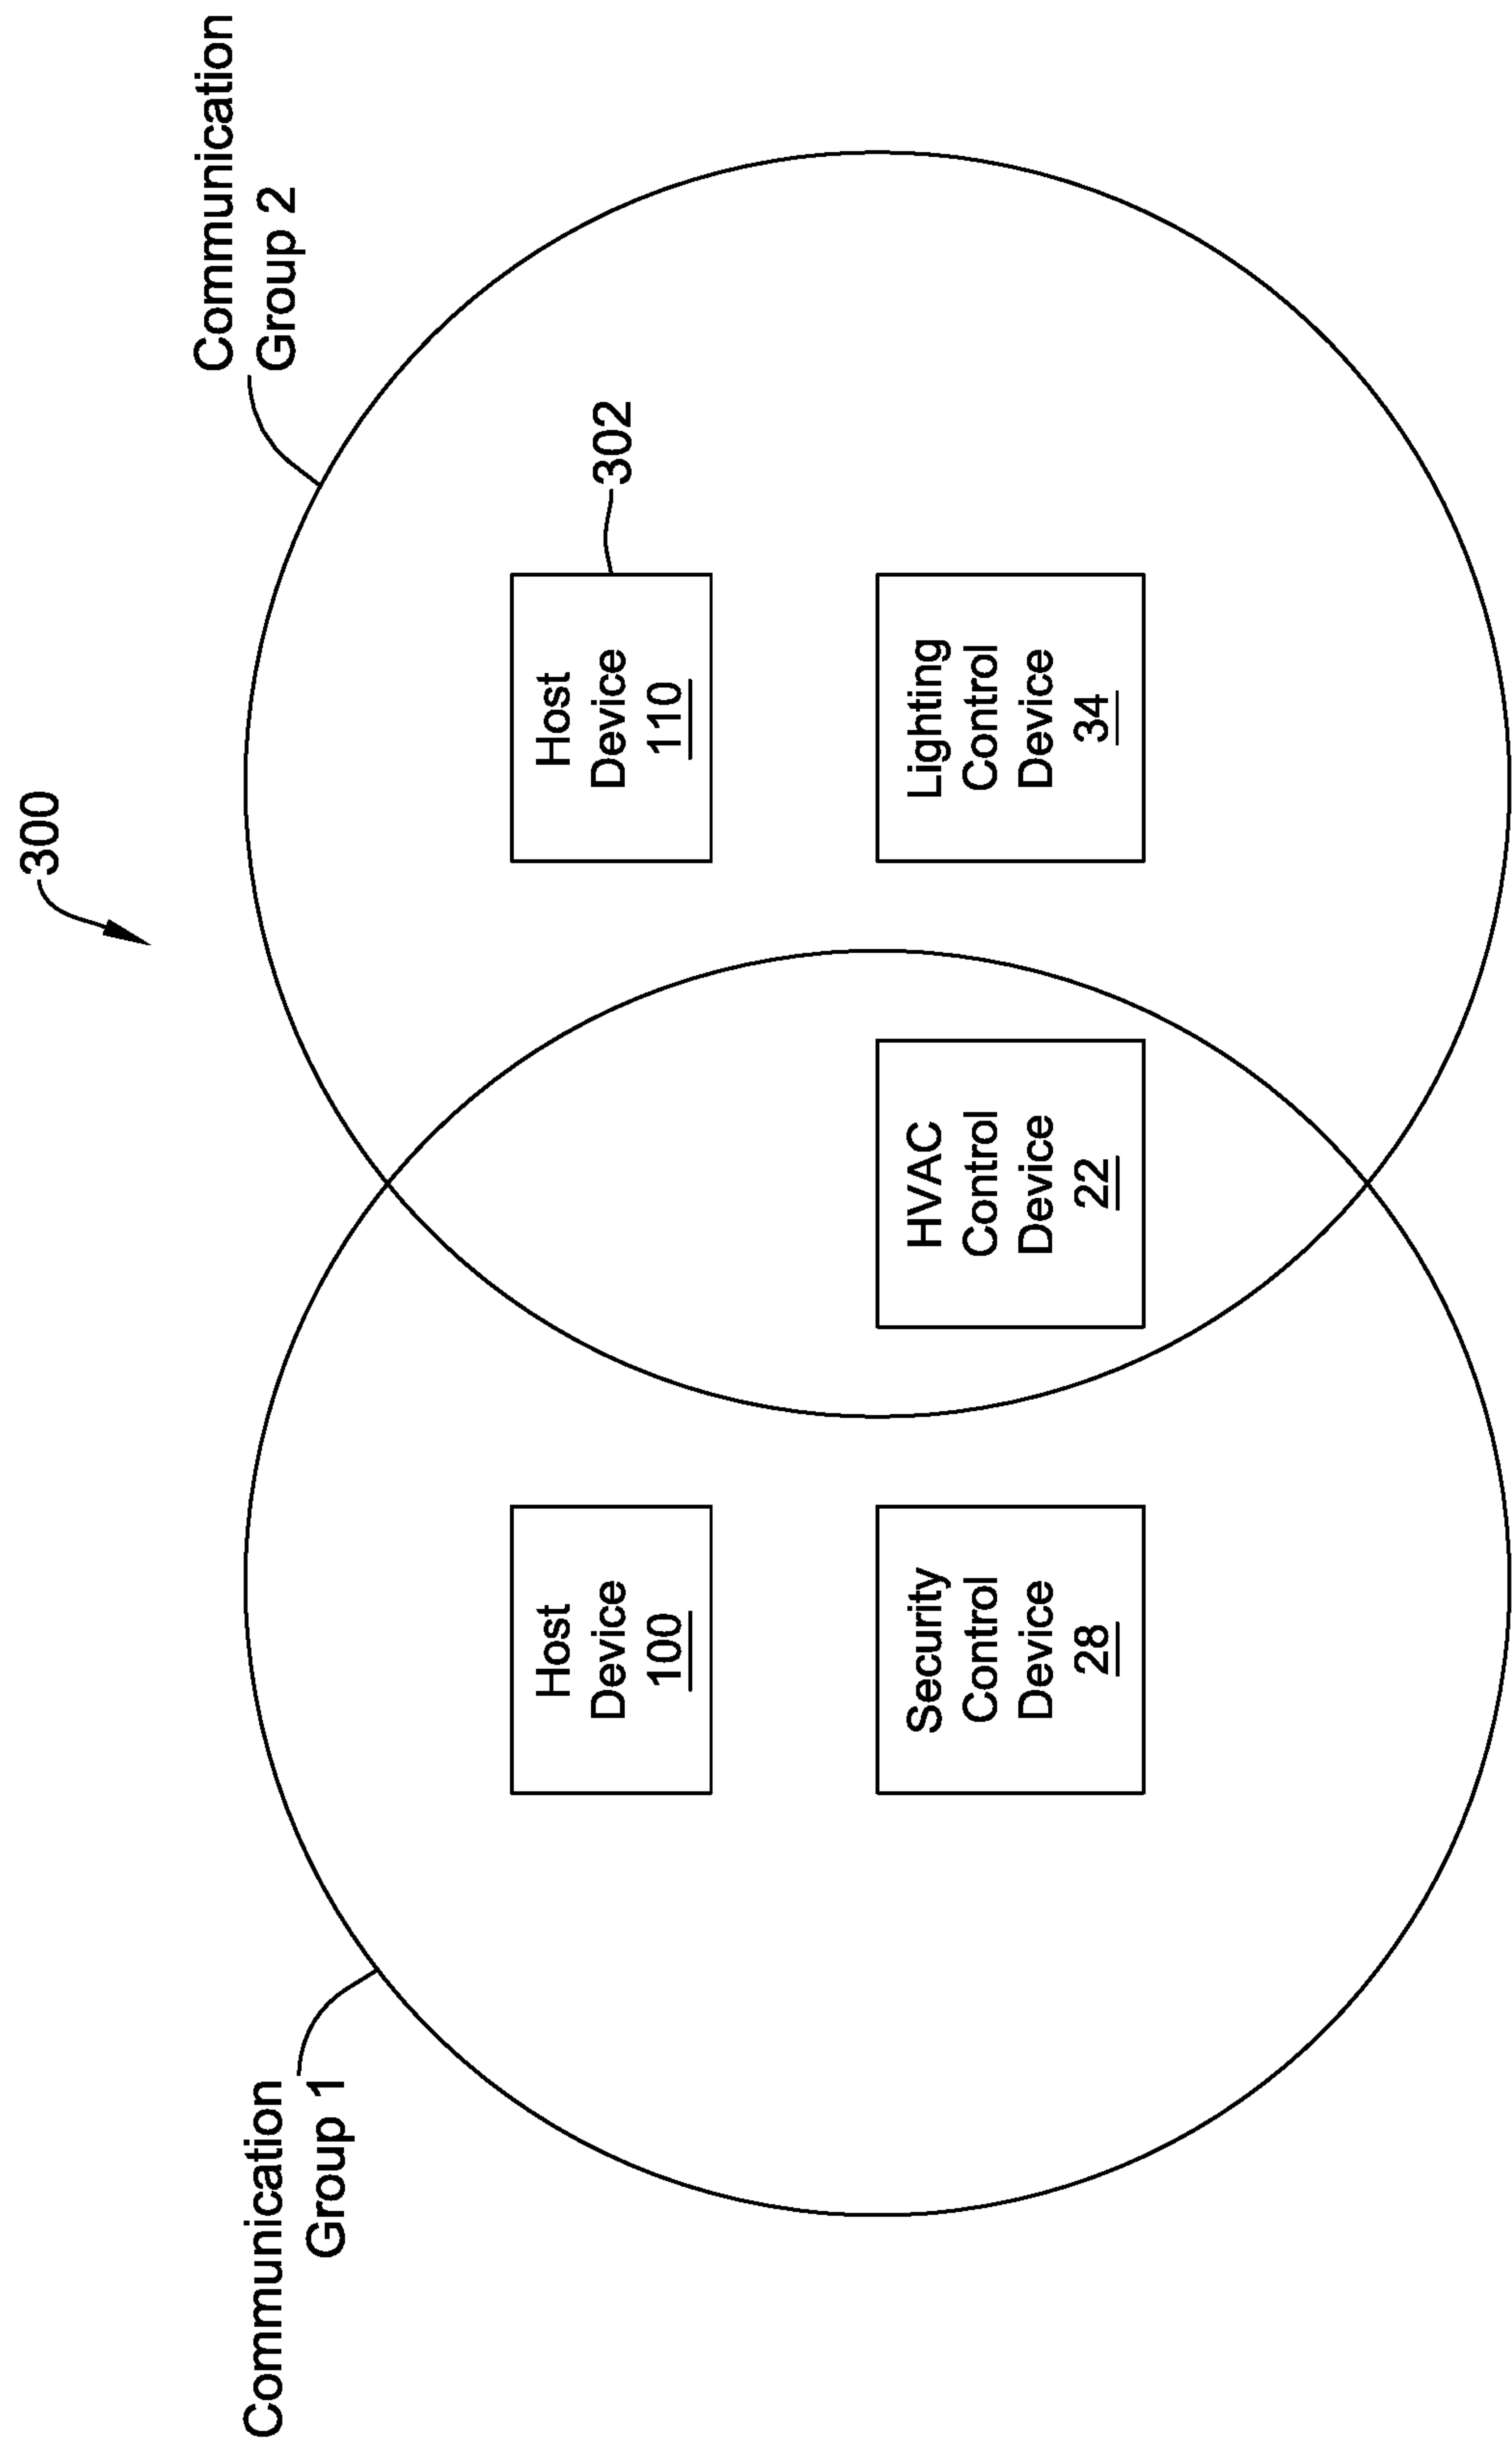 300
Communication
Group 2
Communication
Group 1
302
Host
Device
100
Host
Device
110
Security
Control
Device
28
HVAC
Control
Device
22
Lighting
Control
Device
34